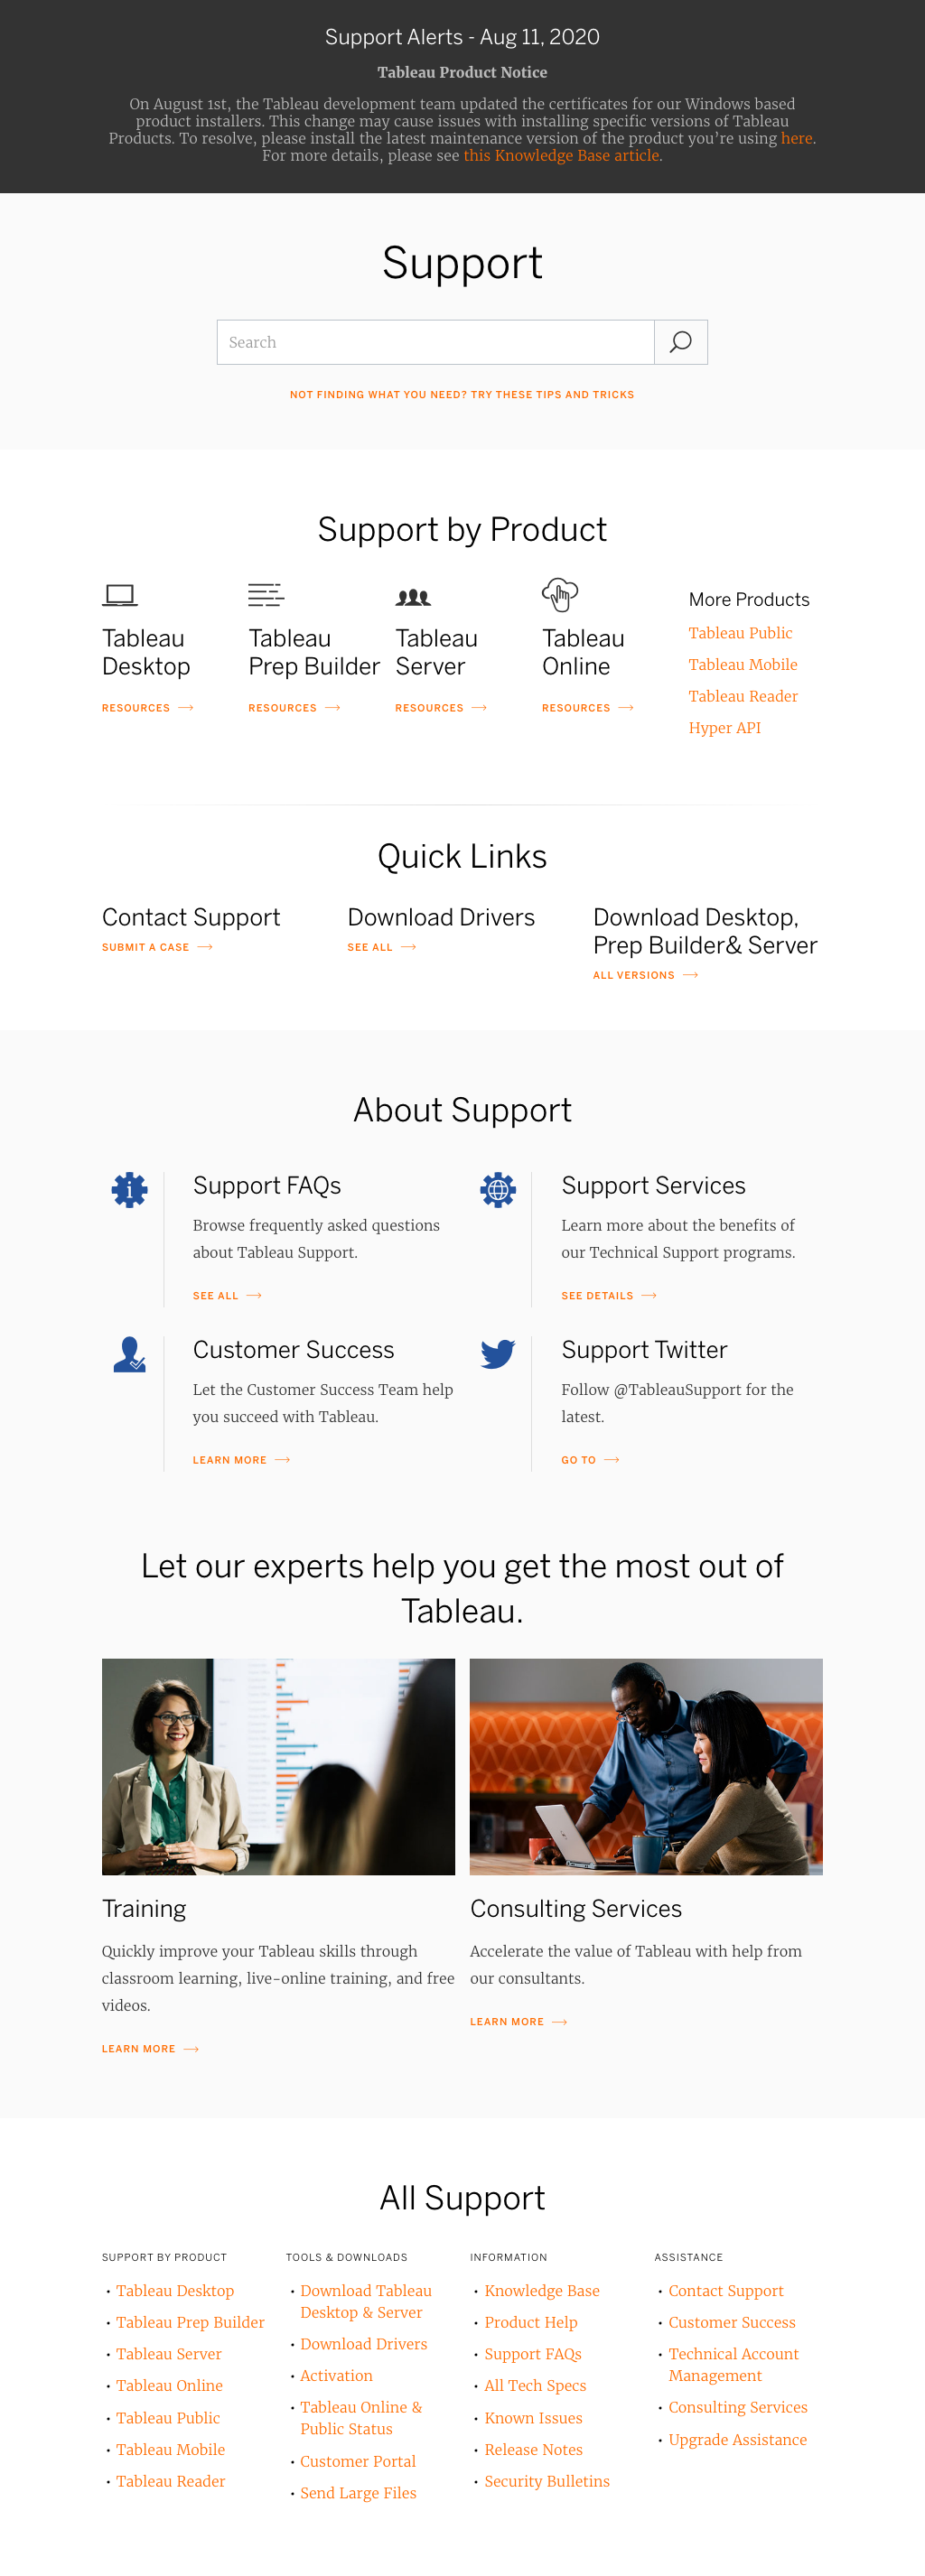 Support Alerts - Aug 11, 2020
Tableau Product Notice
On August 1st, the Tableau development team updated the certificates for our Windows based
product installers. This change may cause issues with installing specific versions of Tableau
Products. To resolve, please install the latest maintenance version of the product you’re using here.
For more details, please see this Knowledge Base article.
Support
Search
NOT FINDING WHAT YOU NEED? TRY THESE TIPS AND TRICKS
Support by Product
Tableau
Desktop
RESOURCES
Tableau
Prep Builder
RESOURCES
Tableau
Server
RESOURCES
Tableau
Online
RESOURCES
More Products
Tableau Public
Tableau Mobile
Tableau Reader
Hyper API
Quick Links
Contact Support
SUBMIT A CASE
Download Drivers
SEE ALL
Download Desktop,
Prep Builder& Server
ALL VERSIONS
About Support
Support FAQs
Browse frequently asked questions
about Tableau Support.
SEE ALL
Support Services
Learn more about the benefits of
our Technical Support programs.
SEE DETAILS
Customer Success
Let the Customer Success Team help
you succeed with Tableau.
LEARN MORE
Support Twitter
Follow @TableauSupport for the
latest.
GO TO
Let our experts help you get the most out of
Tableau.
Training
Quickly improve your Tableau skills through
classroom learning, live-online training, and free
videos.
LEARN MORE
Consulting Services
Accelerate the value of Tableau with help from
our consultants.
LEARN MORE
All Support
SUPPORT BY PRODUCT
• Tableau Desktop
• Tableau Prep Builder
• Tableau Server
• Tableau Online
• Tableau Public
• Tableau Mobile
• Tableau Reader
TOOLS & DOWNLOADS
• Download Tableau
Desktop & Server
• Download Drivers
• Activation
• Tableau Online &
Public Status
• Customer Portal
• Send Large Files
INFORMATION
• Knowledge Base
• Product Help
• Support FAQs
• All Tech Specs
• Known Issues
• Release Notes
• Security Bulletins
ASSISTANCE
• Contact Support
• Customer Success
• Technical Account
Management
• Consulting Services
• Upgrade Assistance